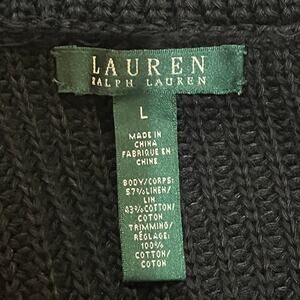 LAUREN
RALPH LAUREN
L
MADE IN
CHINA
FABRIQUE EN
CHINE
BODY/CORPS:
57%LINEN/
LIN
43%COTTON/
COTON
TRIMMING/
RÉGLAGE:
100%
COTTON/
COTON